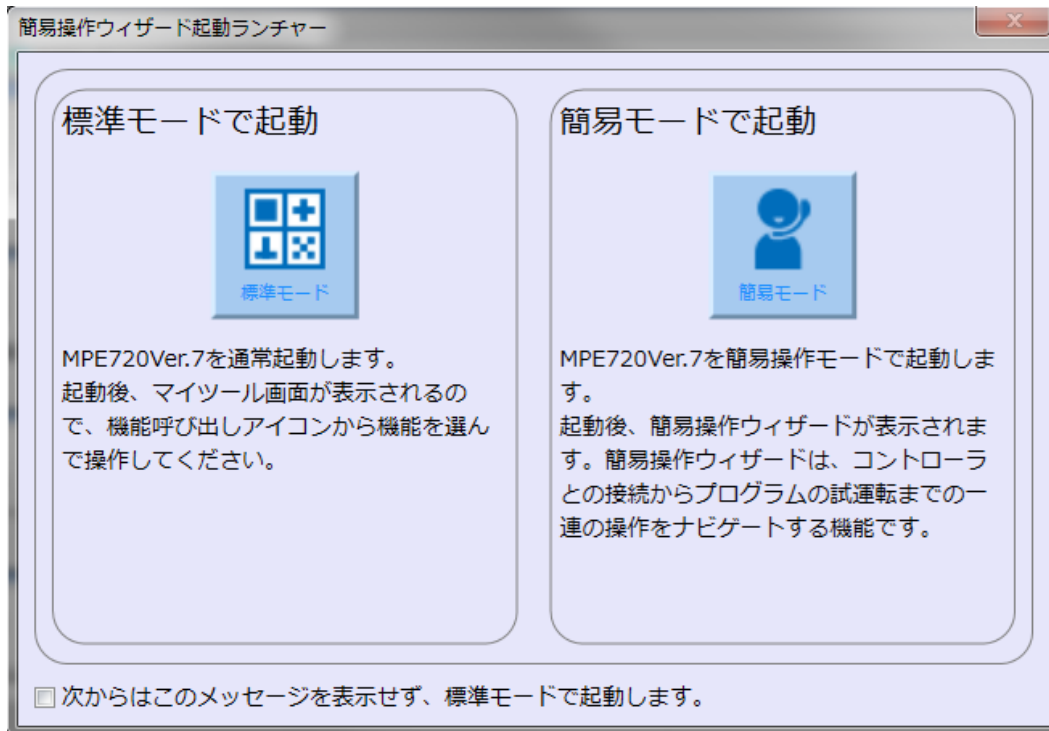 簡易操作ウィザード起動ランチャー
標準モードで起動
標準モード
MPE720Ver.7を通常起動します。
起動後、マイツール画面が表示されるの
で、機能呼び出しアイコンから機能を選ん
で操作してください。
簡易モードで起動
簡易モード
MPE720Ver.7を簡易操作モードで起動しま
す。
起動後、簡易操作ウィザードが表示されま
す。簡易操作ウィザードは、コントローラ
との接続からプログラムの試運転までの一
連の操作をナビゲートする機能です。
次からはこのメッセージを表示せず、標準モードで起動します。